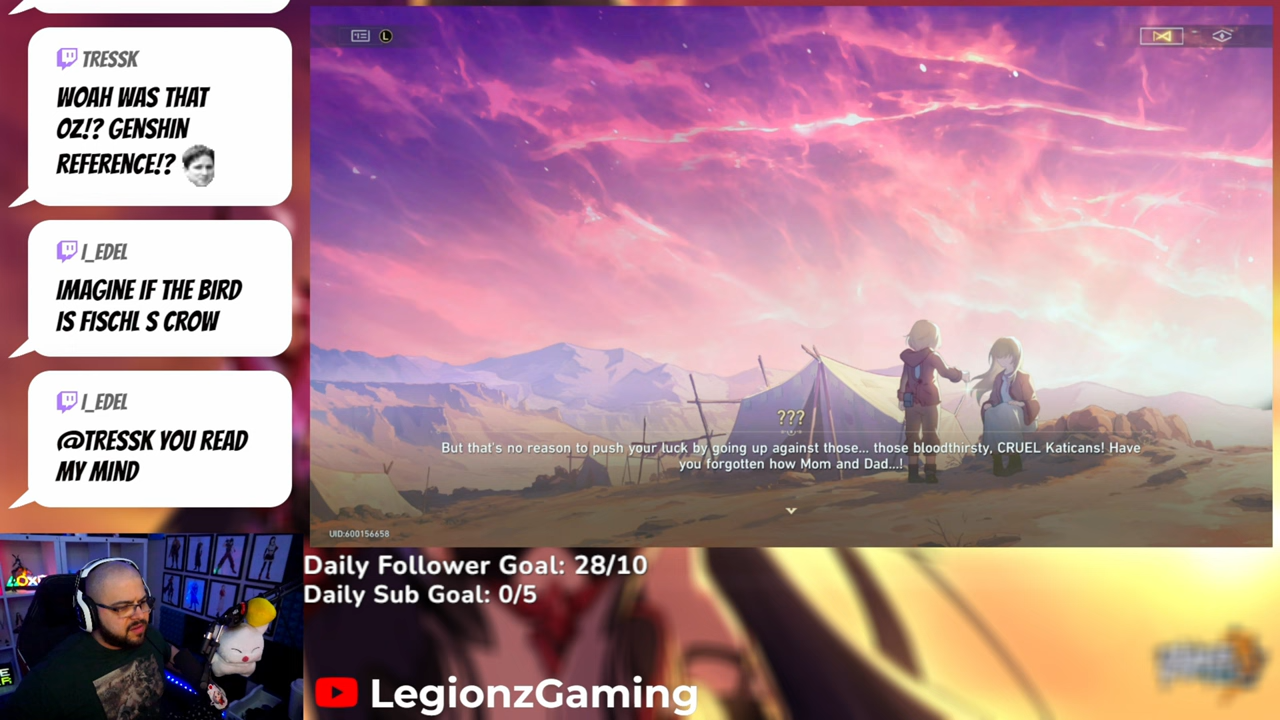 TRESSK
WOAH WAS THAT
OZ!? GENSHIN
REFERENCE!?
I_EDEL
IMAGINE IF THE BIRD
IS FISCHL S CROW
I_EDEL
@TRESSK YOU READ
MY MIND
L
???
But that's no reason to push your luck by going up against those... those bloodthirsty, CRUEL Katicans! Have
you forgotten how Mom and Dad...!
UID:600156658
Daily Follower Goal: 28/10
Daily Sub Goal: 0/5
LegionzGaming